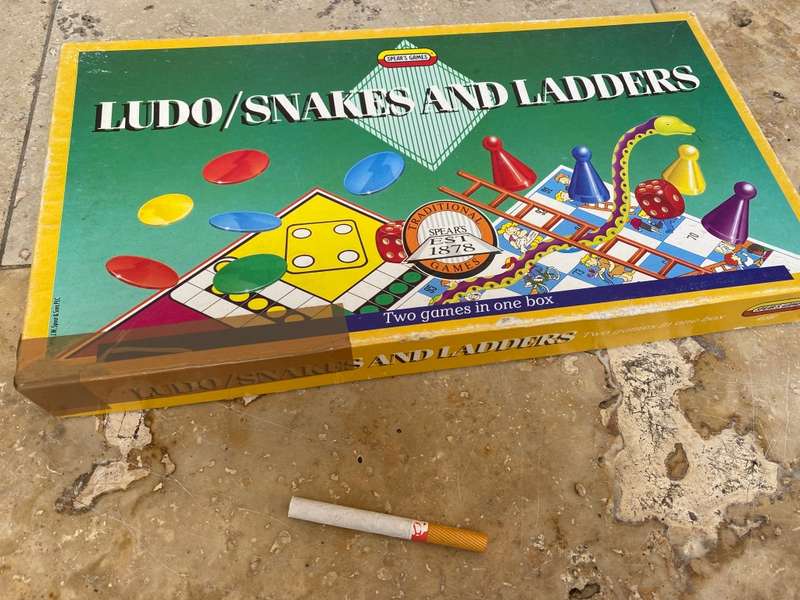 SPEAR'S GAMES
LUDO/SNAKES AND LADDERS
TRADITIONAL
SPEAR'S
EST
1878
GAMES
70
Two games in one box
LUDO/SNAKES AND LADDERS
Two games in one box